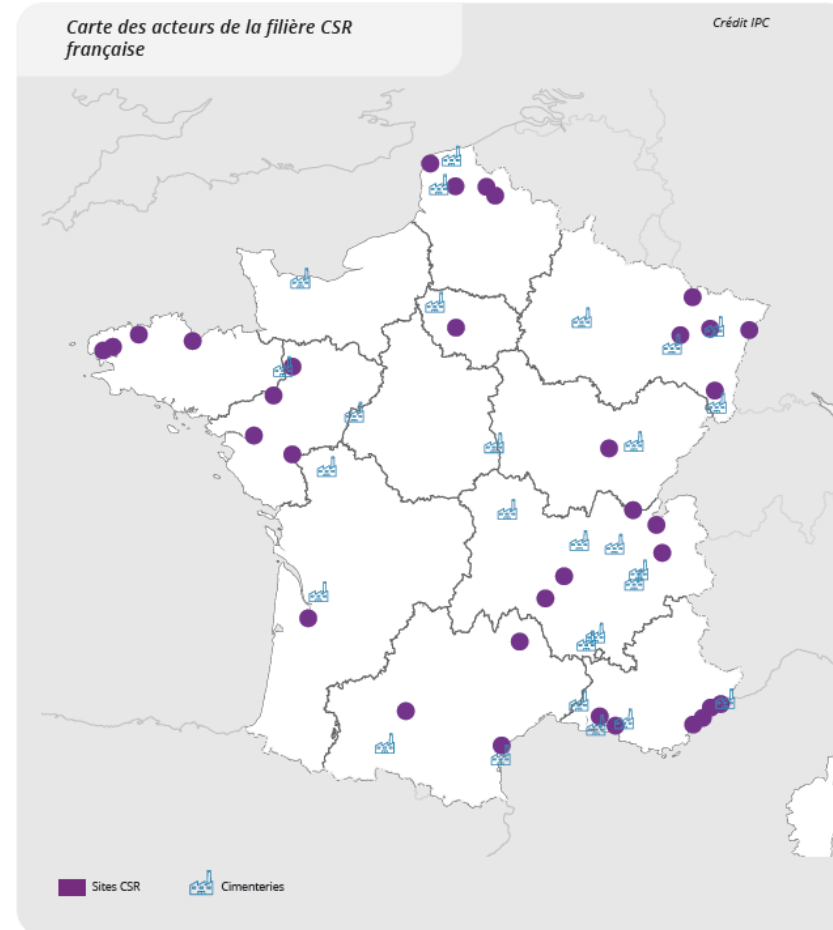 Carte des acteurs de la filière CSR
française
Crédit IPC
Sites CSR
Cimenteries